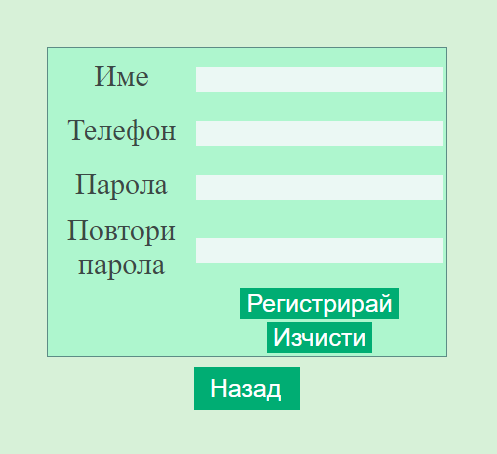 Име
Телефон
Парола
Повтори
парола
Регистрирай
Изчисти
Назад